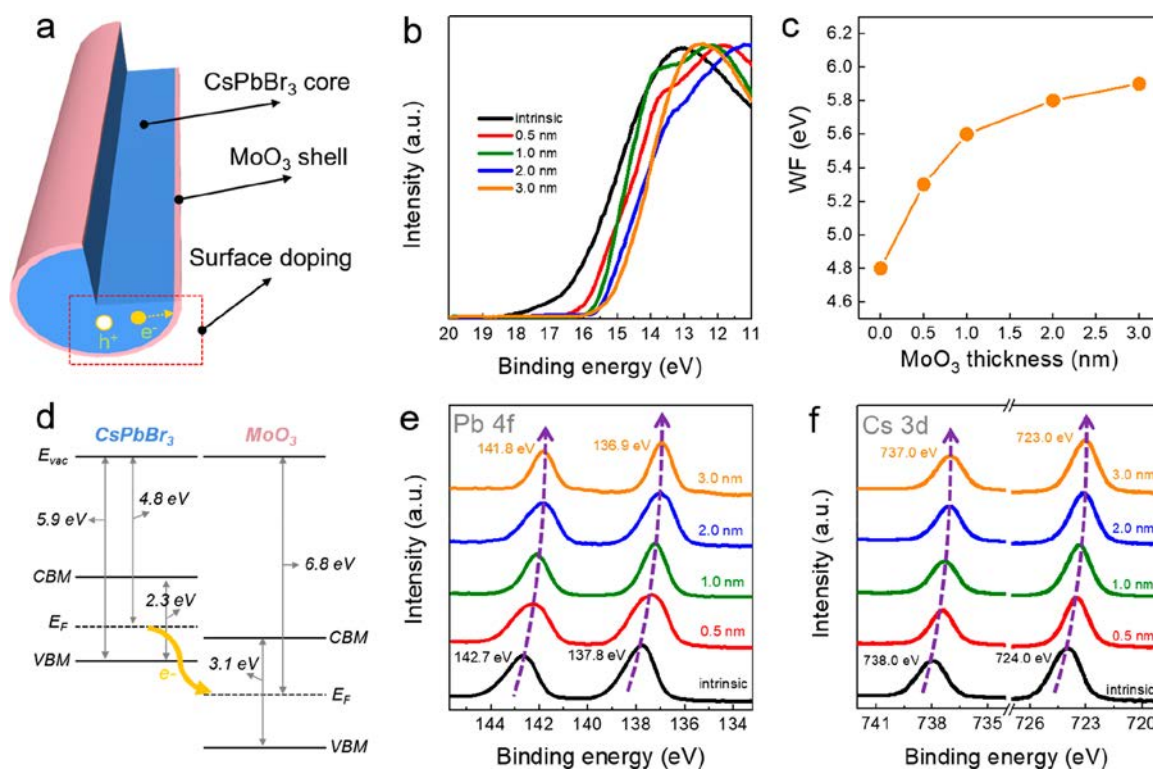 a
CsPbBr₃ core
MoO₃ shell
Surface doping
h⁺
e⁻
b
Intensity (a.u.)
intrinsic
0.5 nm
1.0 nm
2.0 nm
3.0 nm
20 19 18 17 16 15 14 13 12 11
Binding energy (eV)
c
WF (eV)
6.2
6.0
5.8
5.6
5.4
5.2
5.0
4.8
4.6
0.0 0.5 1.0 2.0 3.0
MoO₃ thickness (nm)
d
CsPbBr₃ MoO₃
Evac
4.8 eV
5.9 eV
6.8 eV
CBM
2.3 eV
EF
CBM
VBM
3.1 eV
e-
EF
VBM
e
Pb 4f
Intensity (a.u.)
141.8 eV 136.9 eV
3.0 nm
2.0 nm
1.0 nm
0.5 nm
142.7 eV 137.8 eV
intrinsic
144 142 140 138 136 134
Binding energy (eV)
f
Cs 3d
Intensity (a.u.)
737.0 eV 723.0 eV
3.0 nm
2.0 nm
1.0 nm
0.5 nm
738.0 eV 724.0 eV
intrinsic
741 738 735 726 723 720
Binding energy (eV)